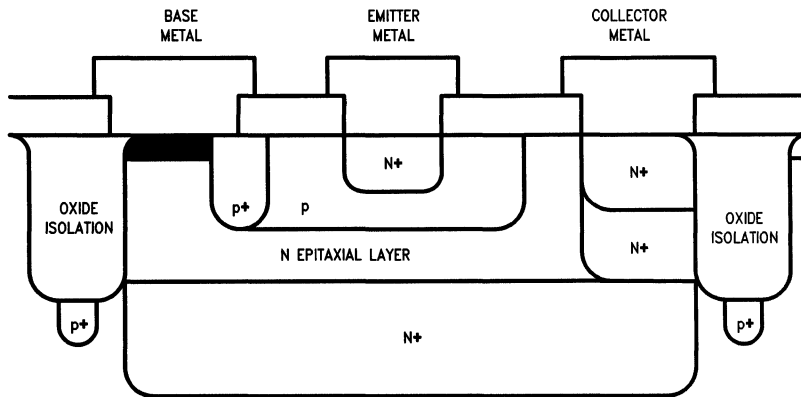 BASE
METAL
EMITTER
METAL
COLLECTOR
METAL
N+
N+
OXIDE
ISOLATION
p+
p
OXIDE
ISOLATION
N EPITAXIAL LAYER
N+
p+
N+
p+